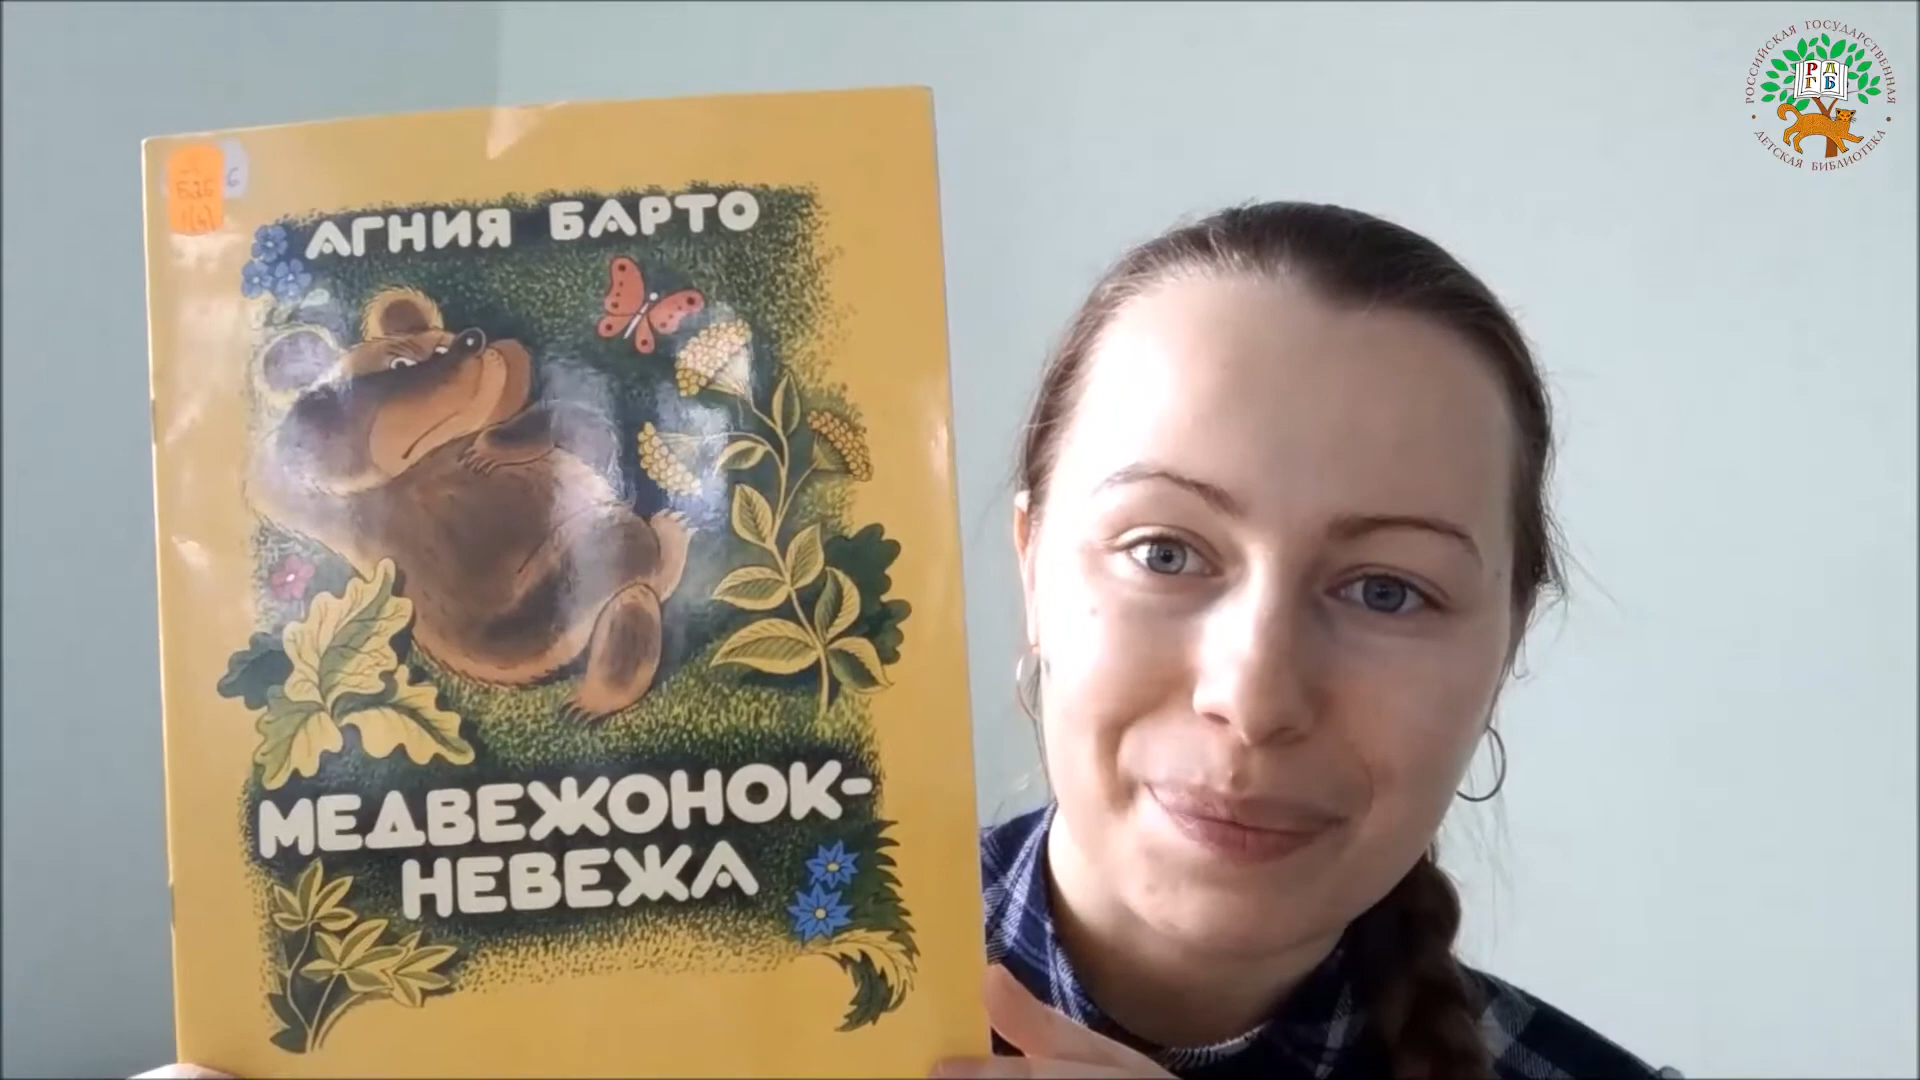 АГНИЯ БАРТО
МЕДВЕЖОНОК-
НЕВЕЖА
РОССИЙСКАЯ ГОСУДАРСТВЕННАЯ
РГДБ
ДЕТСКАЯ БИБЛИОТЕКА